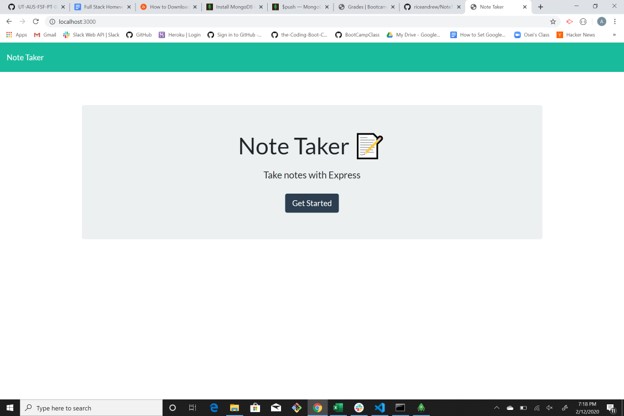 UT-AUS-FSF-PT-
Full Stack Homew
How to Downloa
Install MongoDB
$push — Mongo
Grades | Bootcam
riceandrew/Note
Note Taker
localhost:3000
Apps
Gmail
Slack Web API | Slack
GitHub
Heroku | Login
Sign in to GitHub -...
the-Coding-Boot-C...
BootCampClass
My Drive - Google...
How to Set Google...
Owe's Class
Hacker News
Note Taker
Note Taker
Take notes with Express
Get Started
Type here to search
7:18 PM
2/12/2020